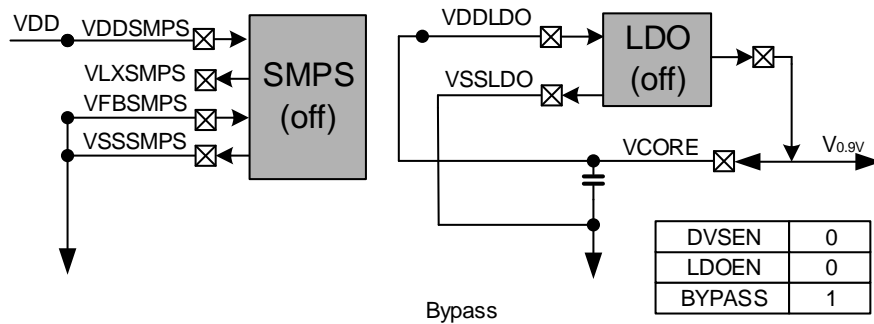 VDD
VDDSMPS
VLXSMPS
VFBSMPS
VSSSMPS
SMPS
(off)
VDDLDO
VSSLDO
LDO
(off)
VCORE
V0.9V
DVSEN 0
LDOEN 0
BYPASS 1
Bypass